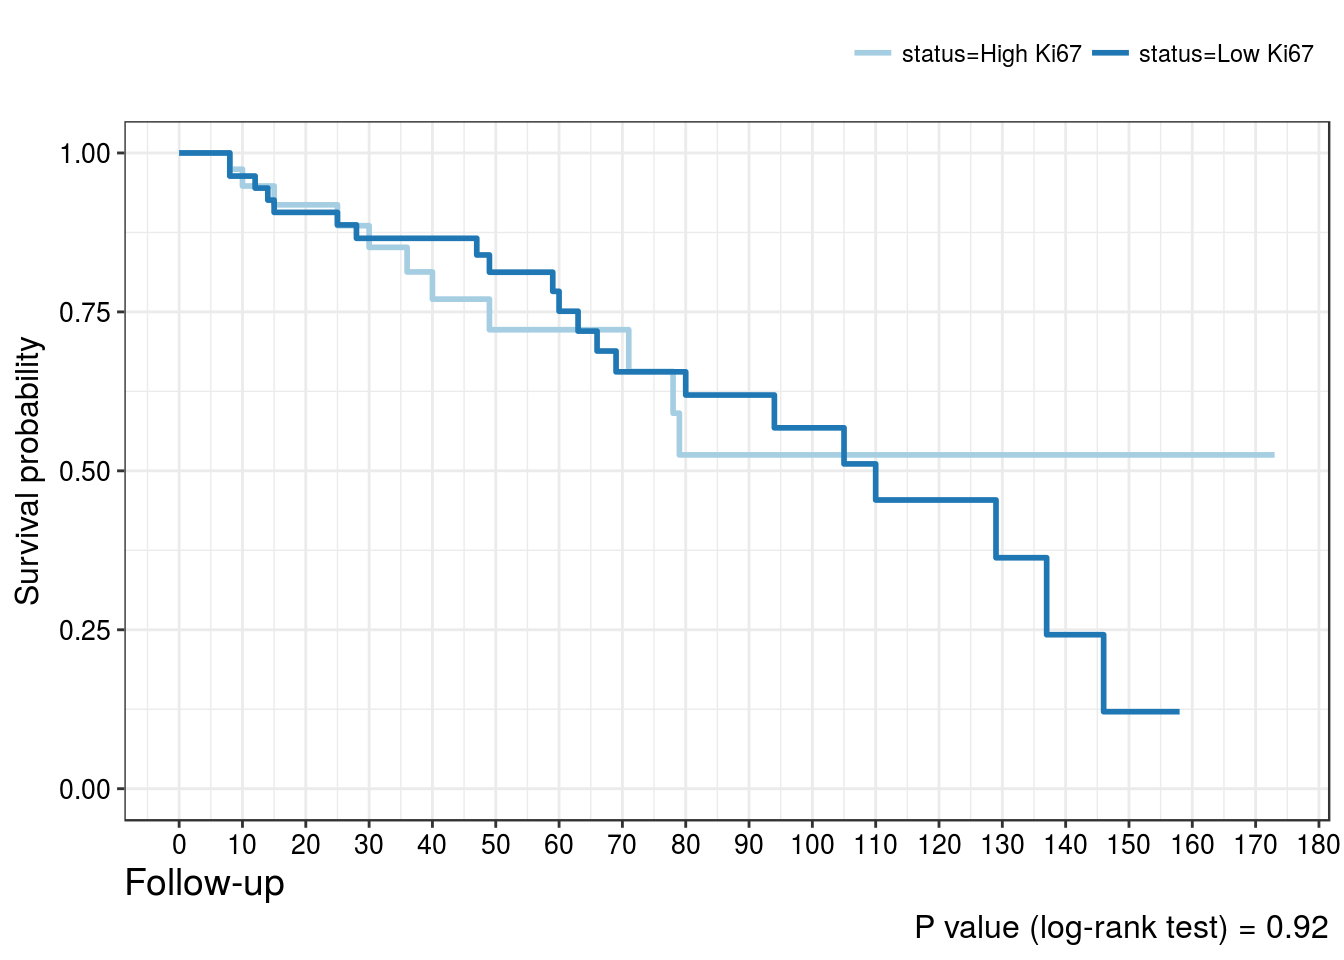 status=High Ki67 status=Low Ki67
1.00
0.75
0.50
0.25
0.00
Survival probability
0 10 20 30 40 50 60 70 80 90 100 110 120 130 140 150 160 170 180
Follow-up
P value (log-rank test) = 0.92